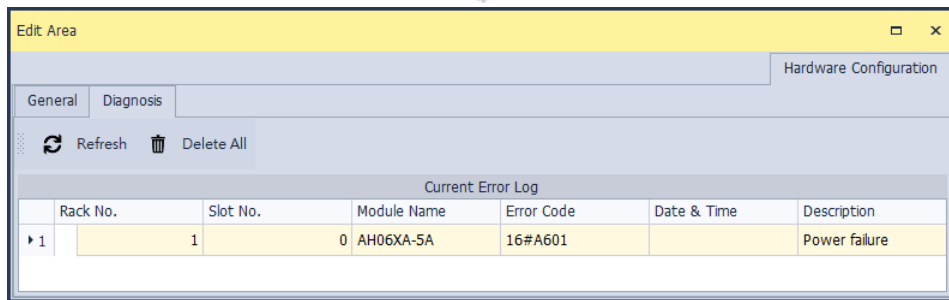 Edit Area
Hardware Configuration
General Diagnosis
Refresh Delete All
Current Error Log
Rack No. Slot No. Module Name Error Code Date & Time Description
1 1 0 AH06XA-5A 16#A601 Power failure